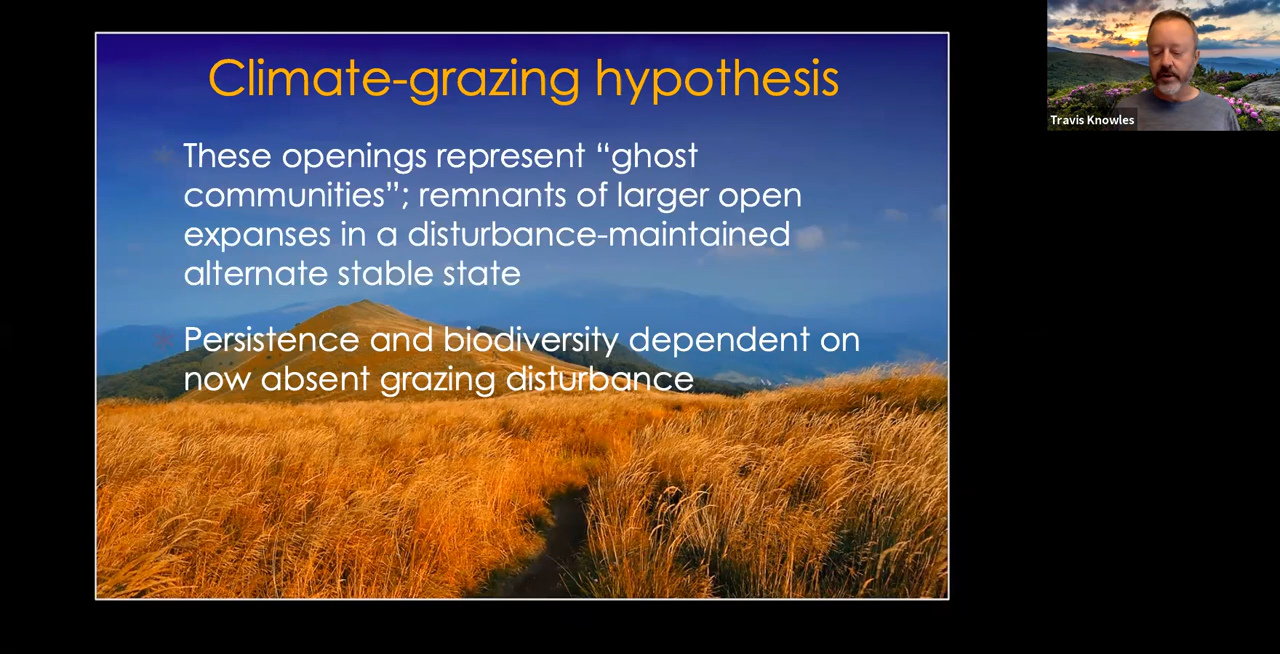 Climate-grazing hypothesis
These openings represent “ghost
communities”; remnants of larger open
expanses in a disturbance-maintained
alternate stable state
Persistence and biodiversity dependent on
now absent grazing disturbance
Travis Knowles